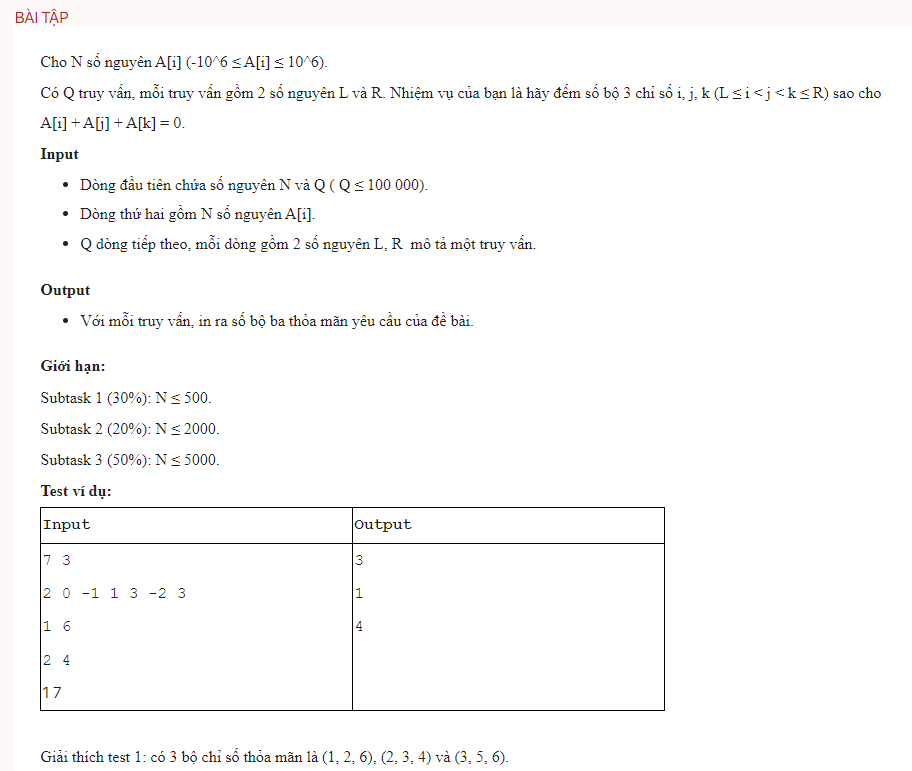 BÀI TẬP
Cho N số nguyên A[i] (-10^6 ≤ A[i] ≤ 10^6).
Có Q truy vấn, mỗi truy vấn gồm 2 số nguyên L và R. Nhiệm vụ của bạn là hãy đếm số bộ 3 chỉ số i, j, k (L ≤ i < j < k ≤ R) sao cho
A[i] + A[j] + A[k] = 0.
Input
• Dòng đầu tiên chứa số nguyên N và Q ( Q ≤ 100 000).
• Dòng thứ hai gồm N số nguyên A[i].
• Q dòng tiếp theo, mỗi dòng gồm 2 số nguyên L, R mô tả một truy vấn.
Output
• Với mỗi truy vấn, in ra số bộ ba thỏa mãn yêu cầu của đề bài.
Giới hạn:
Subtask 1 (30%): N ≤ 500.
Subtask 2 (20%): N ≤ 2000.
Subtask 3 (50%): N ≤ 5000.
Test ví dụ:
Input Output
7 3 3
2 0 -1 1 3 -2 3 1
1 6 4
2 4
1 7
Giải thích test 1: có 3 bộ chỉ số thỏa mãn là (1, 2, 6), (2, 3, 4) và (3, 5, 6).